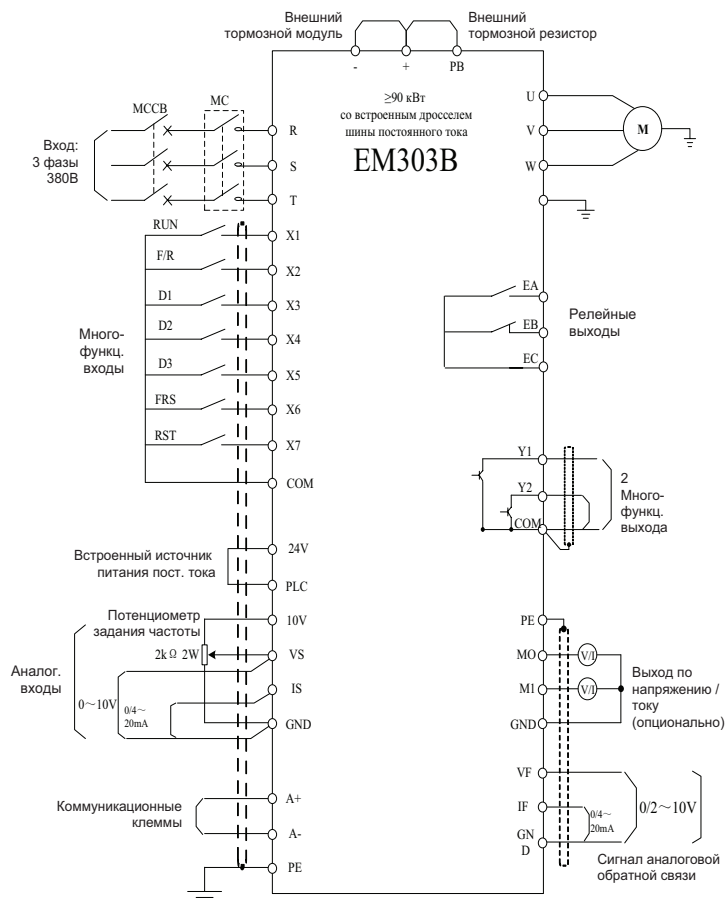 Внешний
тормозной модуль
Внешний
тормозной резистор
-
+
PB
≥90 кВт
со встроенным дросселем
шины постоянного тока
EM303B
MCCB
MC
Вход:
3 фазы
380В
R
S
T
U
V
W
M
RUN
X1
F/R
X2
D1
X3
D2
X4
D3
X5
FRS
X6
RST
X7
COM
Много-
функц.
входы
EA
EB
EC
Релейные
выходы
Y1
Y2
COM
2
Много-
функц.
выхода
24V
PLC
Встроенный источник
питания пост. тока
Потенциометр
задания частоты
10V
2k Ω 2W
VS
IS
GND
Аналог.
входы
0～10V
0/4～
20mA
PE
MO
V/I
M1
V/I
GND
Выход по
напряжению /
току
(опционально)
VF
IF
GN
D
0/4～
20mA
0/2～10V
Сигнал аналоговой
обратной связи
Коммуникационные
клеммы
A+
A-
PE